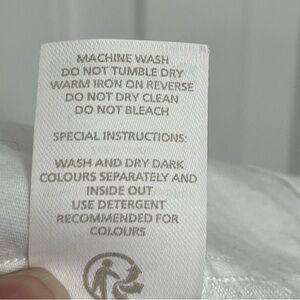 MACHINE WASH
DO NOT TUMBLE DRY
WARM IRON ON REVERSE
DO NOT DRY CLEAN
DO NOT BLEACH
SPECIAL INSTRUCTIONS:
WASH AND DRY DARK
COLOURS SEPARATELY AND
INSIDE OUT
USE DETERGENT
RECOMMENDED FOR
COLOURS